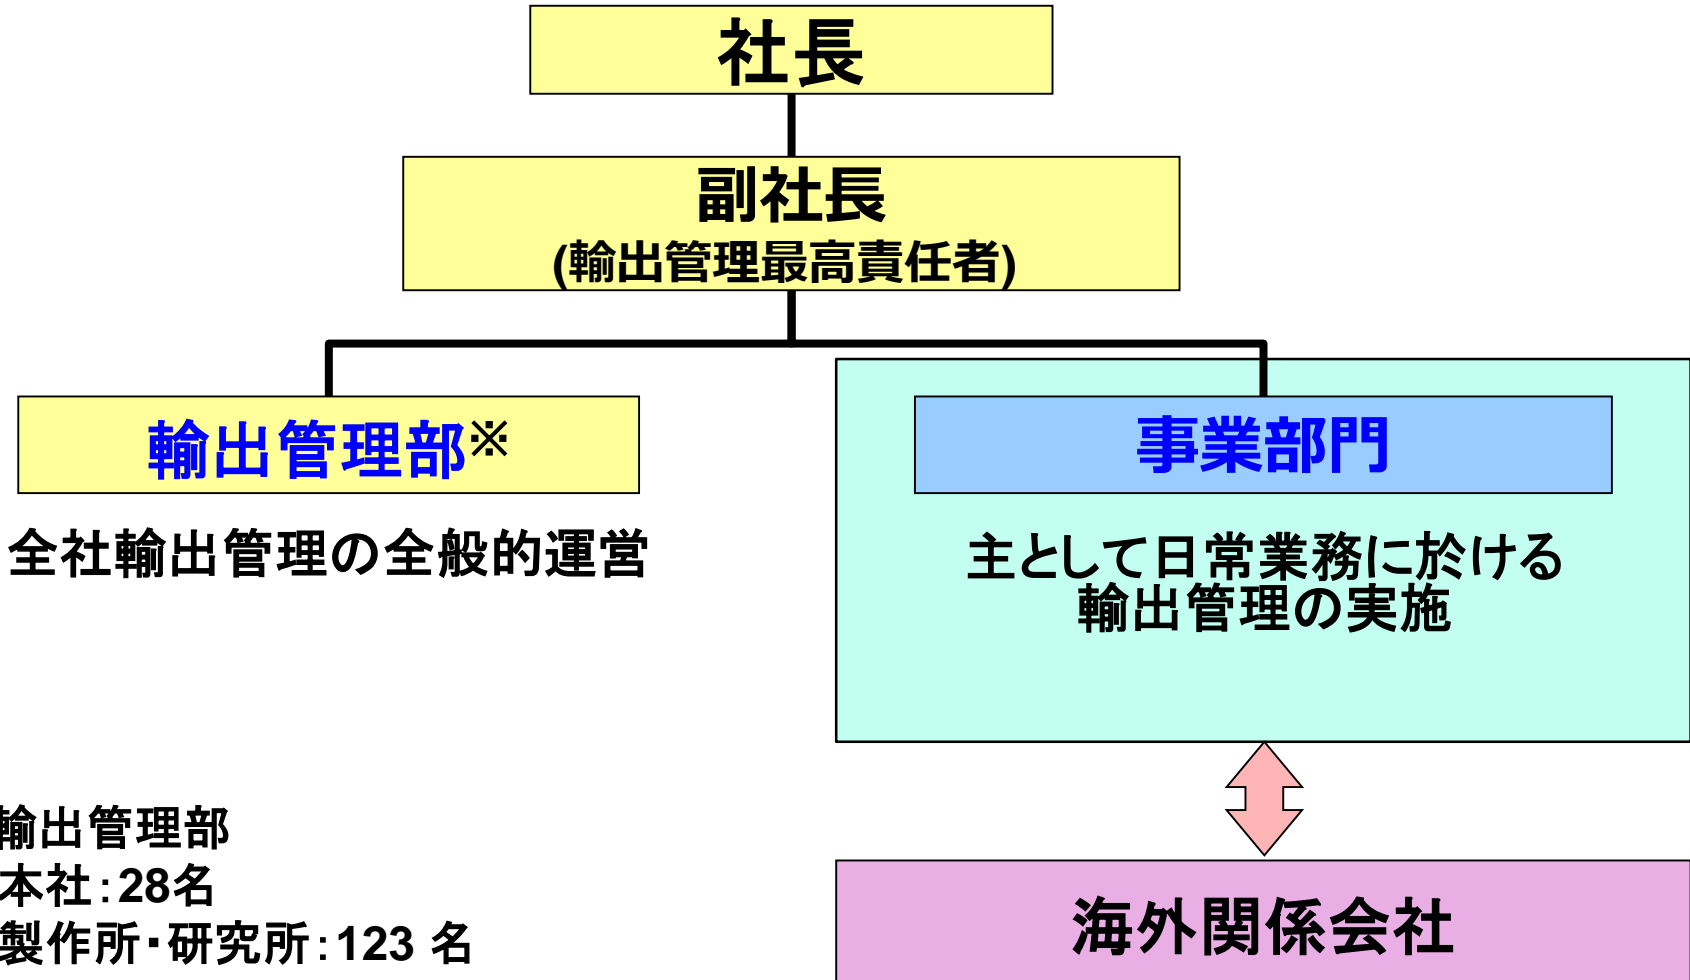 社長
副社長
(輸出管理最高責任者)
輸出管理部※
全社輸出管理の全般的運営
事業部門
主として日常業務に於ける
輸出管理の実施
輸出管理部
本社:28名
製作所・研究所:123 名
海外関係会社